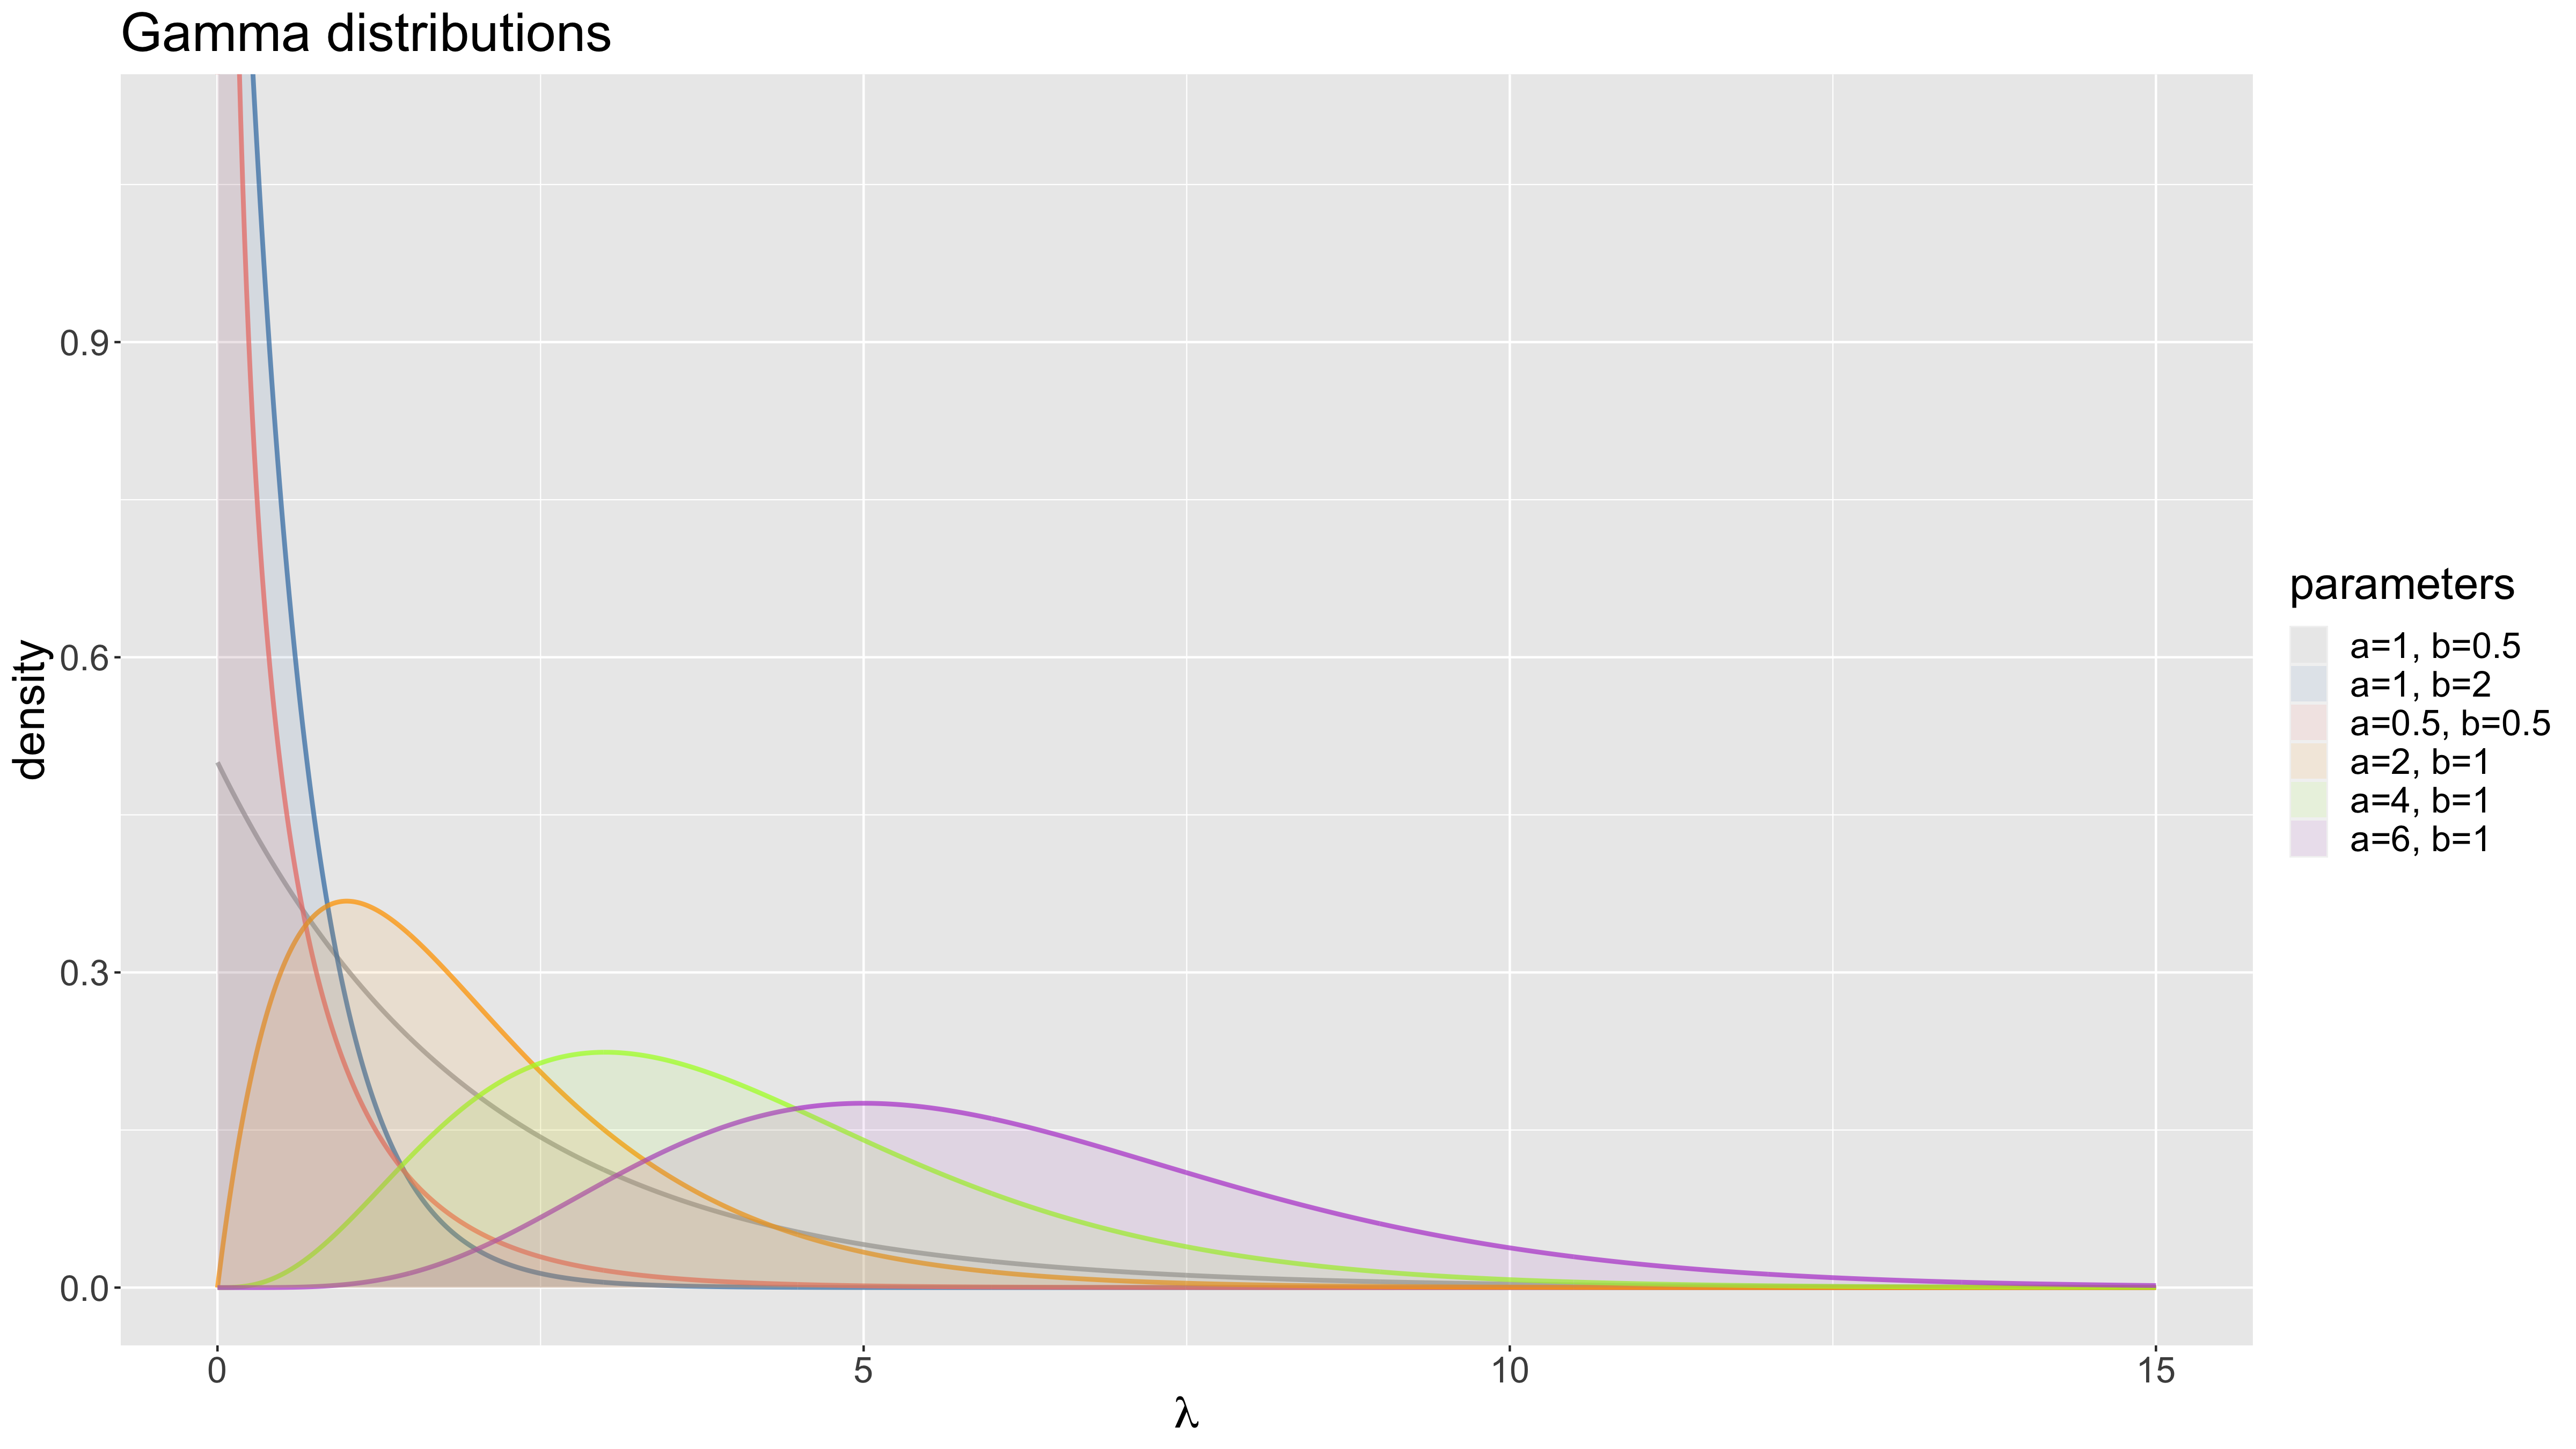 Gamma distributions
density
0.9
0.6
0.3
0.0
0 5 10 15
λ
parameters
a=1, b=0.5
a=1, b=2
a=0.5, b=0.5
a=2, b=1
a=4, b=1
a=6, b=1